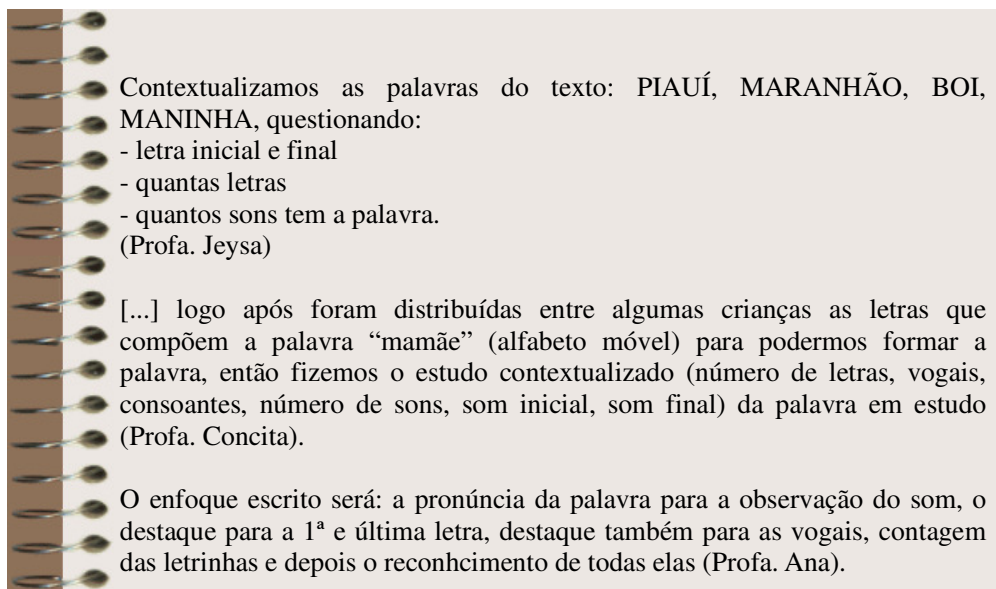 Contextualizamos as palavras do texto: PIAUÍ, MARANHÃO, BOI,
MANINHA, questionando:
- letra inicial e final
- quantas letras
- quantos sons tem a palavra.
(Profa. Jeysa)
[...] logo após foram distribuídas entre algumas crianças as letras que
compõem a palavra “mamãe” (alfabeto móvel) para podermos formar a
palavra, então fizemos o estudo contextualizado (número de letras, vogais,
consoantes, número de sons, som inicial, som final) da palavra em estudo
(Profa. Concita).
O enfoque escrito será: a pronúncia da palavra para a observação do som, o
destaque para a 1ª e última letra, destaque também para as vogais, contagem
das letrinhas e depois o reconhcimento de todas elas (Profa. Ana).